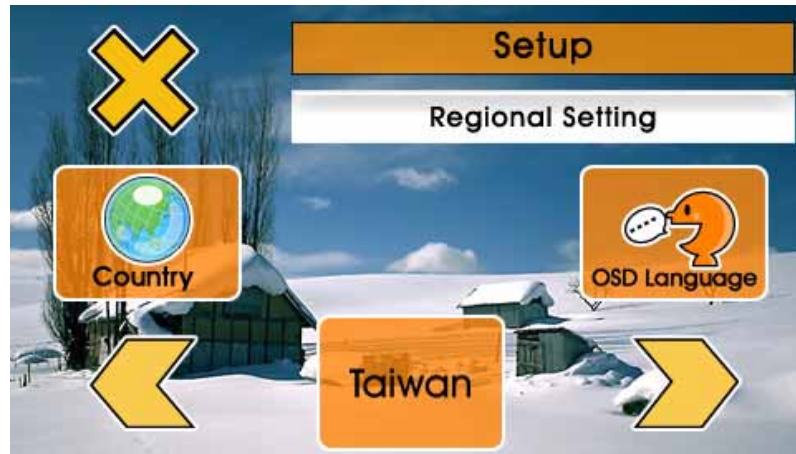 Setup
Regional Setting
Country
OSD Language
Taiwan